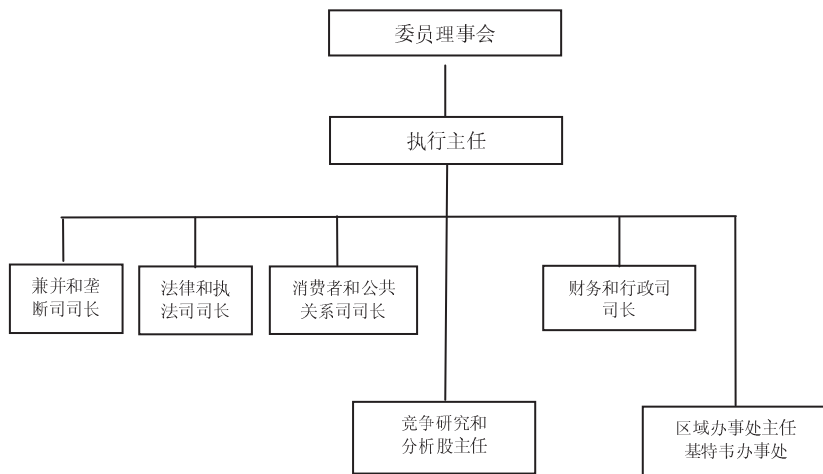 委员理事会
执行主任
兼并和垄
断司司长
法律和执
法司司长
消费者和公共
关系司司长
财务和行政司
司长
竞争研究和
分析股主任
区域办事处主任
基特韦办事处